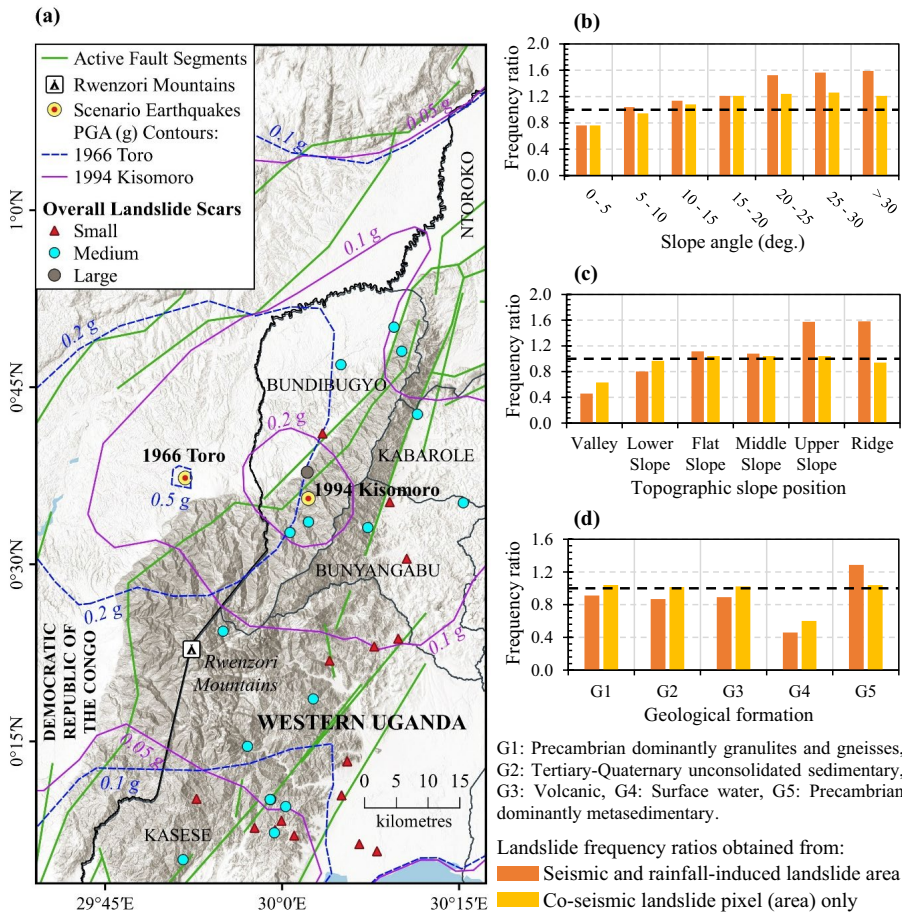 (a)
Active Fault Segments
Rwenzori Mountains
Scenario Earthquakes
PGA (g) Contours:
1966 Toro
1994 Kisomoro
Overall Landslide Scars
Small
Medium
Large
0.1 g
0.05 g
NTOROKO
0.1 g
0.2 g
BUNDIBUGYO
0.2 g
KABAROLE
1966 Toro
0.5 g
1994 Kisomoro
BUNYANGABU
0.2 g
0.1 g
DEMOCRATIC
REPUBLIC OF
THE CONGO
Rwenzori
Mountains
WESTERN UGANDA
0.05 g
0.1 g
0 5 10 15
kilometres
KASESE
1°0'N
0°45'N
0°30'N
0°15'N
29°45'E 30°0'E 30°15'E
(b)
Frequency ratio
2.0
1.6
1.2
0.8
0.4
0.0
0 - 5 5 - 10 10 - 15 15 - 20 20 - 25 25 - 30 > 30
Slope angle (deg.)
(c)
Frequency ratio
2.0
1.6
1.2
0.8
0.4
0.0
Valley Lower Flat Middle Upper Ridge
Slope Slope Slope Slope
Topographic slope position
(d)
Frequency ratio
1.6
1.2
0.8
0.4
0.0
G1 G2 G3 G4 G5
Geological formation
G1: Precambrian dominantly granulites and gneisses,
G2: Tertiary-Quaternary unconsolidated sedimentary,
G3: Volcanic, G4: Surface water, G5: Precambrian
dominantly metasedimentary.
Landslide frequency ratios obtained from:
Seismic and rainfall-induced landslide area
Co-seismic landslide pixel (area) only